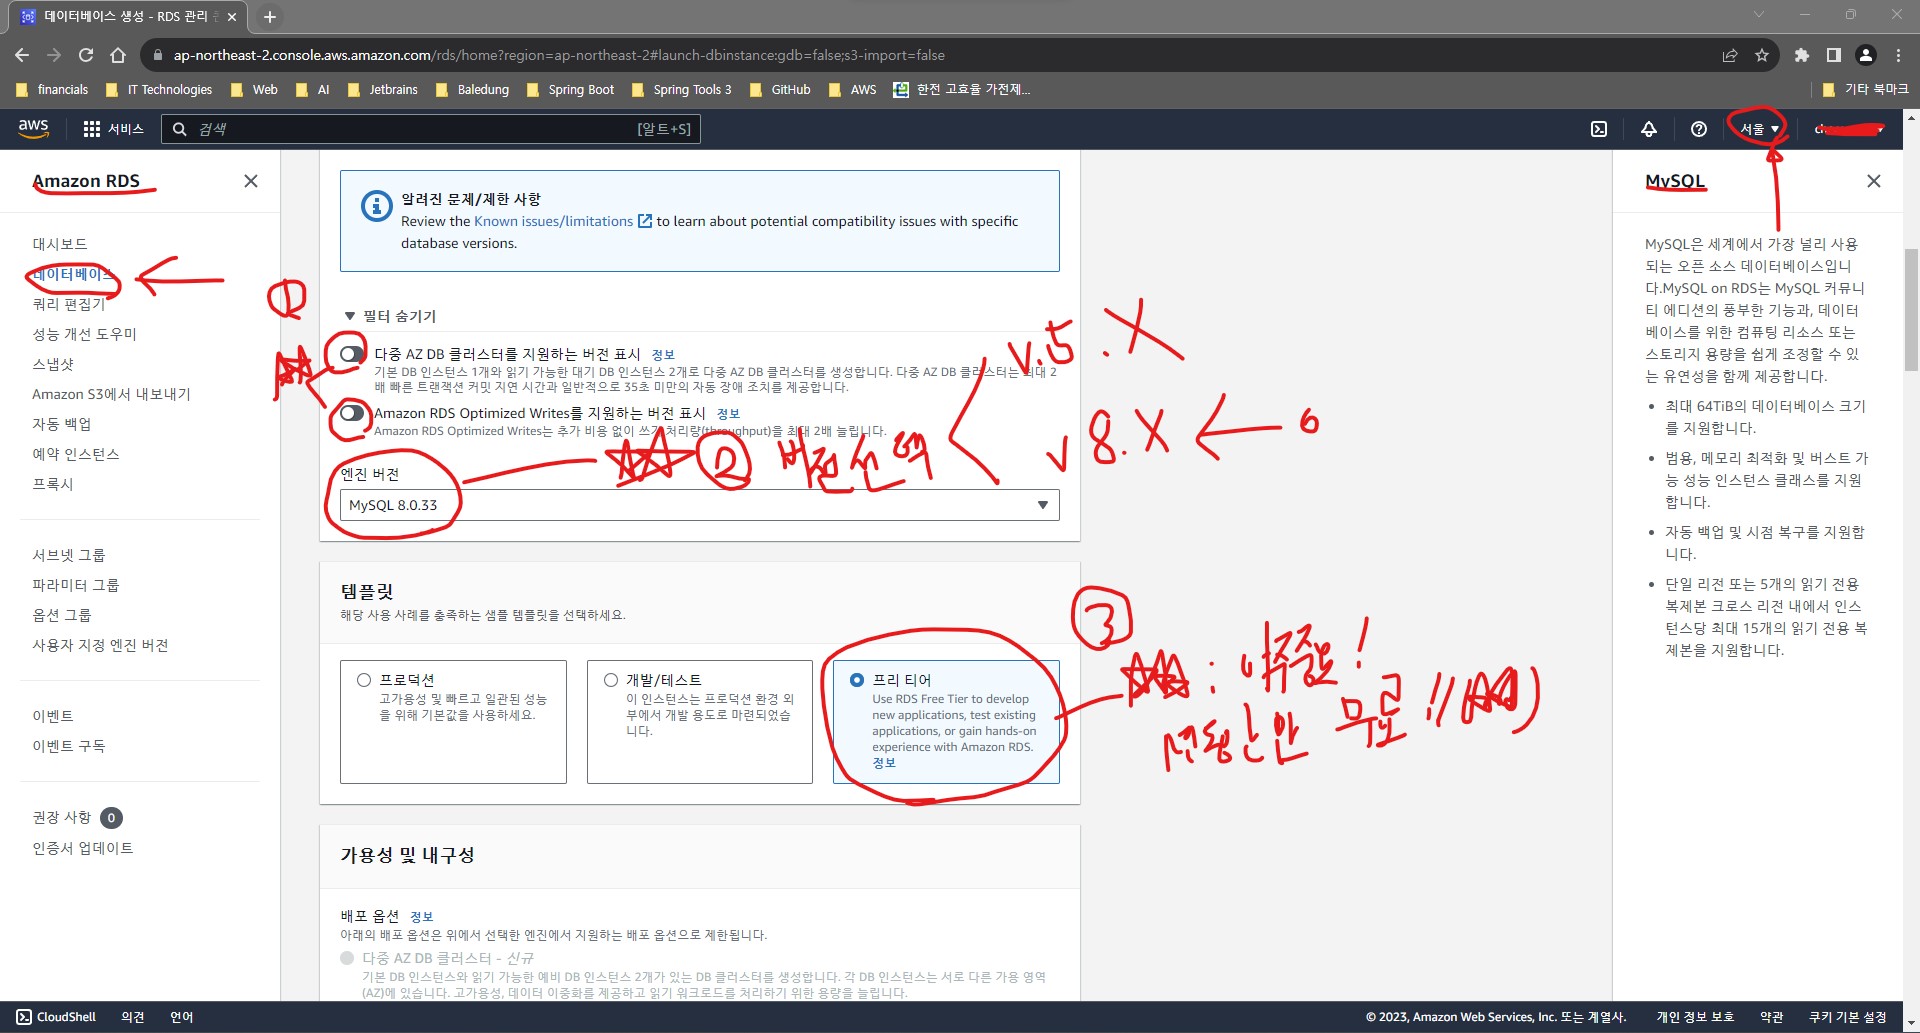 데이터베이스 생성 - RDS 관리
ap-northeast-2.console.aws.amazon.com/rds/home?region=ap-northeast-2#launch-dbinstance:gdb=false;s3-import=false
financials
IT Technologies
Web
AI
Jetbrains
Baledung
Spring Boot
Spring Tools 3
GitHub
AWS
한전 고효율 가전제...
기타 북마크
aws
서비스
검색
[알트+S]
서울
Amazon RDS
대시보드
데이터베이스
쿼리 편집기
성능 개선 도우미
스냅샷
Amazon S3에서 내보내기
자동 백업
예약 인스턴스
프록시
서브넷 그룹
파라미터 그룹
옵션 그룹
사용자 지정 엔진 버전
이벤트
이벤트 구독
권장 사항 0
인증서 업데이트
알려진 문제/제한 사항
Review the Known issues/limitations to learn about potential compatibility issues with specific
database versions.
①
필터 숨기기
다중 AZ DB 클러스터를 지원하는 버전 표시 정보
기본 DB 인스턴스 1개와 읽기 가능한 대기 DB 인스턴스 2개로 다중 AZ DB 클러스터를 생성합니다. 다중 AZ DB 클러스터는 최대 2
배 빠른 트랜잭션 커밋 지연 시간과 일반적으로 35초 미만의 자동 장애 조치를 제공합니다.
Amazon RDS Optimized Writes를 지원하는 버전 표시 정보
Amazon RDS Optimized Writes는 추가 비용 없이 쓰기 처리량(throughput)을 최대 2배 늘립니다.
② 버전선택
v.5.X
v 8.X
엔진 버전
MySQL 8.0.33
템플릿
해당 사용 사례를 충족하는 샘플 템플릿을 선택하세요.
프로덕션
고가용성 및 빠르고 일관된 성능
을 위해 기본값을 사용하세요.
개발/테스트
이 인스턴스는 프로덕션 환경 외
부에서 개발 용도로 마련되었습
니다.
프리 티어
Use RDS Free Tier to develop
new applications, test existing
applications, or gain hands-on
experience with Amazon RDS.
정보
③
: 아주중요!
무료!!
가용성 및 내구성
배포 옵션 정보
아래의 배포 옵션은 위에서 선택한 엔진에서 지원하는 배포 옵션으로 제한됩니다.
다중 AZ DB 클러스터 - 신규
기본 DB 인스턴스와 읽기 가능한 예비 DB 인스턴스 2개가 있는 DB 클러스터를 생성합니다. 각 DB 인스턴스는 서로 다른 가용 영역
(AZ)에 있습니다. 고가용성, 데이터 이중화를 제공하고 읽기 워크로드를 처리하기 위한 용량을 늘립니다.
MySQL
MySQL은 세계에서 가장 널리 사용
되는 오픈 소스 데이터베이스입니
다.MySQL on RDS는 MySQL 커뮤니
티 에디션의 풍부한 기능과, 데이터
베이스를 위한 컴퓨팅 리소스 또는
스토리지 용량을 쉽게 조정할 수 있
는 유연성을 함께 제공합니다.
최대 64TiB의 데이터베이스 크기
를 지원합니다.
범용, 메모리 최적화 및 버스트 가
능 성능 인스턴스 클래스를 지원
합니다.
자동 백업 및 시점 복구를 지원합
니다.
단일 리전 또는 5개의 읽기 전용
복제본 크로스 리전 내에서 인스
턴스당 최대 15개의 읽기 전용 복
제본을 지원합니다.
CloudShell
의견
언어
© 2023, Amazon Web Services, Inc. 또는 계열사.
개인 정보 보호
약관
쿠키 기본 설정